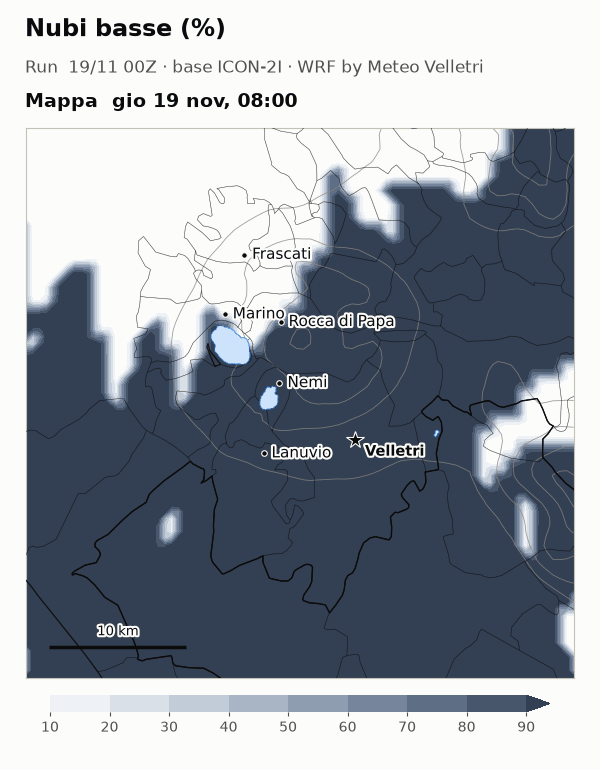 Nubi basse (%)
Run  19/11 00Z · base ICON-2I · WRF by Meteo Velletri
Mappa  gio 19 nov, 08:00
Frascati
Marino
Rocca di Papa
Nemi
Velletri
Lanuvio
10 km
10 20 30 40 50 60 70 80 90